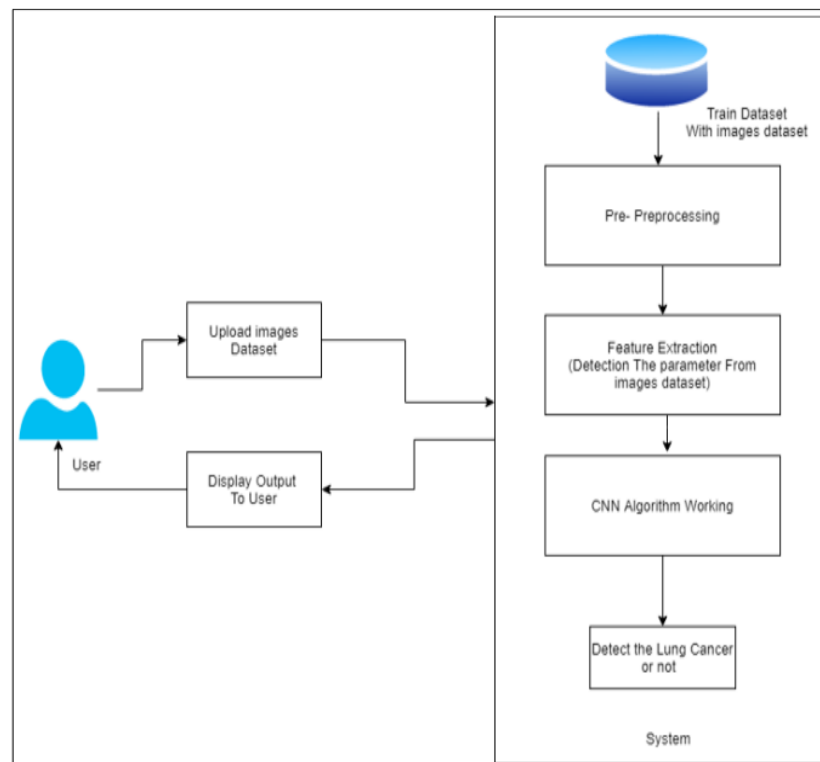 Train Dataset
With images dataset
Pre- Preprocessing
Upload images
Dataset
Feature Extraction
(Detection The parameter From
images dataset)
User
Display Output
To User
CNN Algorithm Working
Detect the Lung Cancer
or not
System